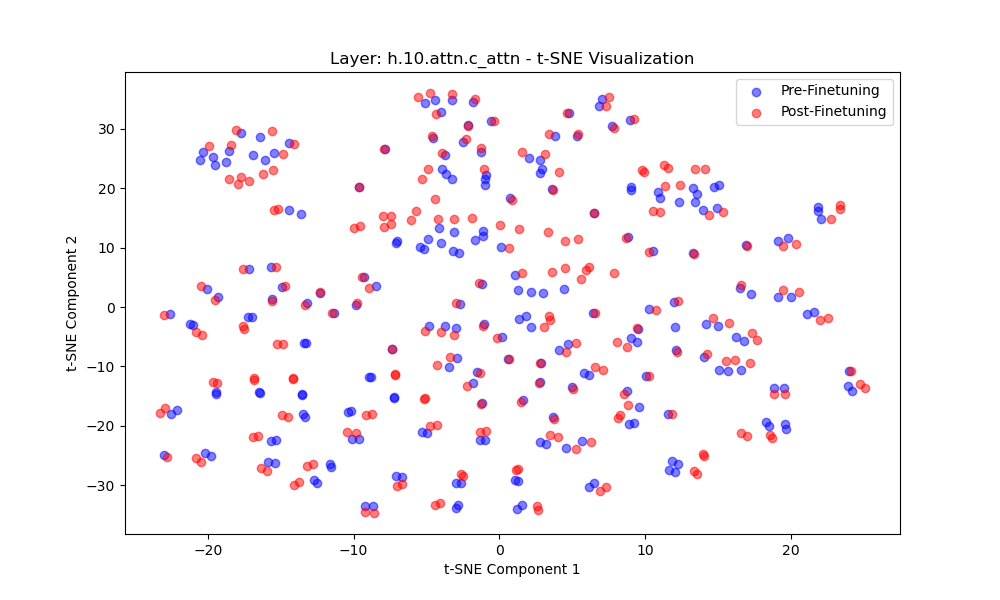 Layer: h.10.attn.c_attn - t-SNE Visualization
Pre-Finetuning
Post-Finetuning
30
20
10
0
−10
−20
−30
t-SNE Component 2
−20
−10
0
10
20
t-SNE Component 1